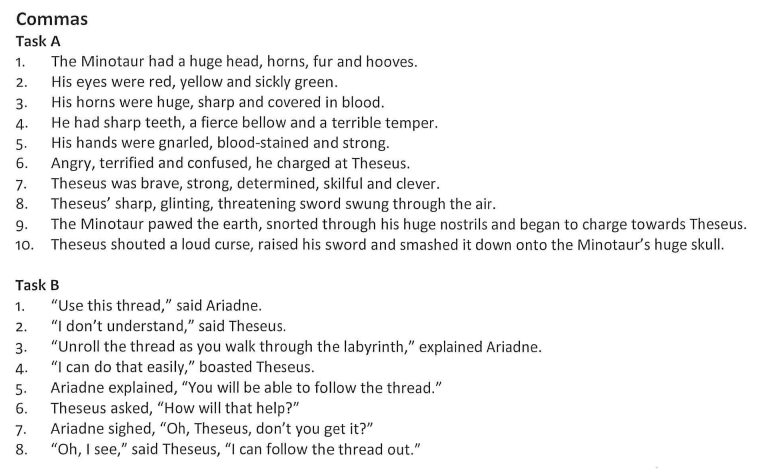 Commas
Task A
1. The Minotaur had a huge head, horns, fur and hooves.
2. His eyes were red, yellow and sickly green.
3. His horns were huge, sharp and covered in blood.
4. He had sharp teeth, a fierce bellow and a terrible temper.
5. His hands were gnarled, blood-stained and strong.
6. Angry, terrified and confused, he charged at Theseus.
7. Theseus was brave, strong, determined, skilful and clever.
8. Theseus’ sharp, glinting, threatening sword swung through the air.
9. The Minotaur pawed the earth, snorted through his huge nostrils and began to charge towards Theseus.
10. Theseus shouted a loud curse, raised his sword and smashed it down onto the Minotaur’s huge skull.
Task B
1. “Use this thread,” said Ariadne.
2. “I don’t understand,” said Theseus.
3. “Unroll the thread as you walk through the labyrinth,” explained Ariadne.
4. “I can do that easily,” boasted Theseus.
5. Ariadne explained, “You will be able to follow the thread.”
6. Theseus asked, “How will that help?”
7. Ariadne sighed, “Oh, Theseus, don’t you get it?”
8. “Oh, I see,” said Theseus, “I can follow the thread out.”